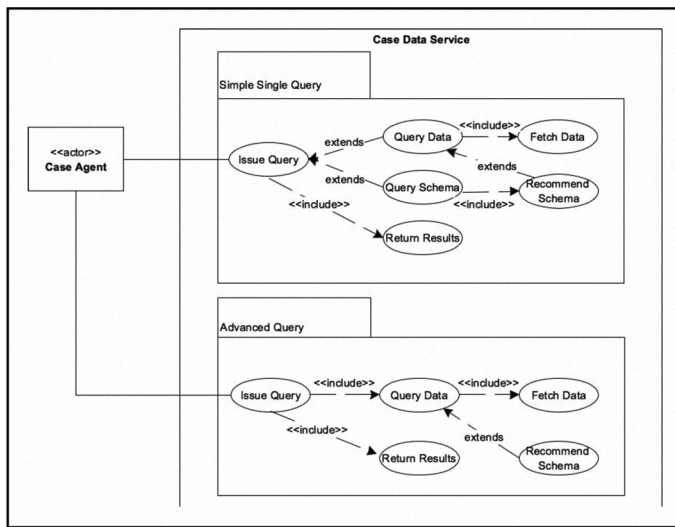 Case Data Service
Simple Single Query
<<include>>
Query Data
Fetch Data
extends
<<actor>>
Case Agent
Issue Query
extends
extends
Query Schema
Recommend
Schema
<<include>>
<<include>>
Return Results
Advanced Query
<<include>>
<<include>>
Issue Query
Query Data
Fetch Data
<<include>>
extends
Return Results
Recommend
Schema